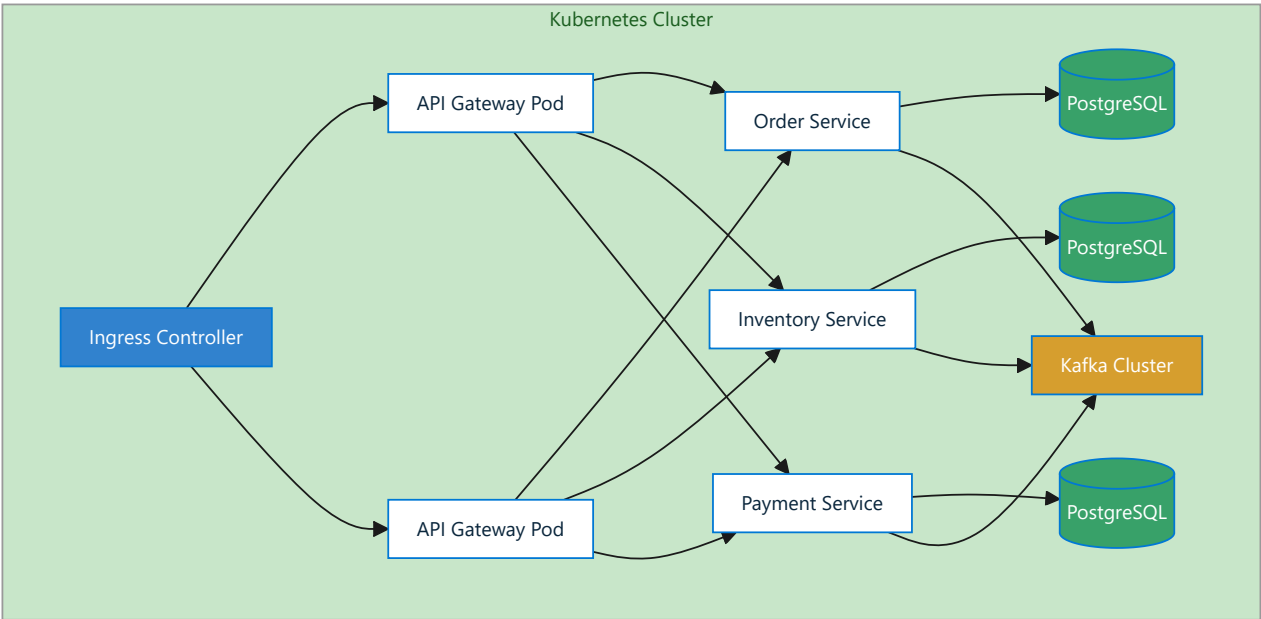 Kubernetes Cluster
API Gateway Pod
Order Service
PostgreSQL
PostgreSQL
Inventory Service
Ingress Controller
Kafka Cluster
Payment Service
PostgreSQL
API Gateway Pod